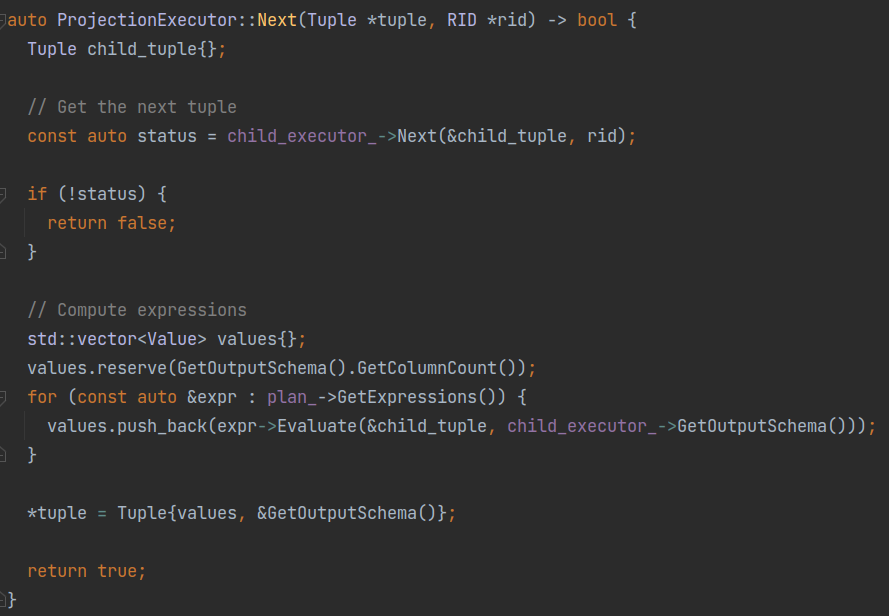 auto ProjectionExecutor::Next(Tuple *tuple, RID *rid) -> bool {
  Tuple child_tuple{};

  // Get the next tuple
  const auto status = child_executor_->Next(&child_tuple, rid);

  if (!status) {
    return false;
  }

  // Compute expressions
  std::vector<Value> values{};
  values.reserve(GetOutputSchema().GetColumnCount());
  for (const auto &expr : plan_->GetExpressions()) {
    values.push_back(expr->Evaluate(&child_tuple, child_executor_->GetOutputSchema()));
  }

  *tuple = Tuple{values, &GetOutputSchema()};

  return true;
}